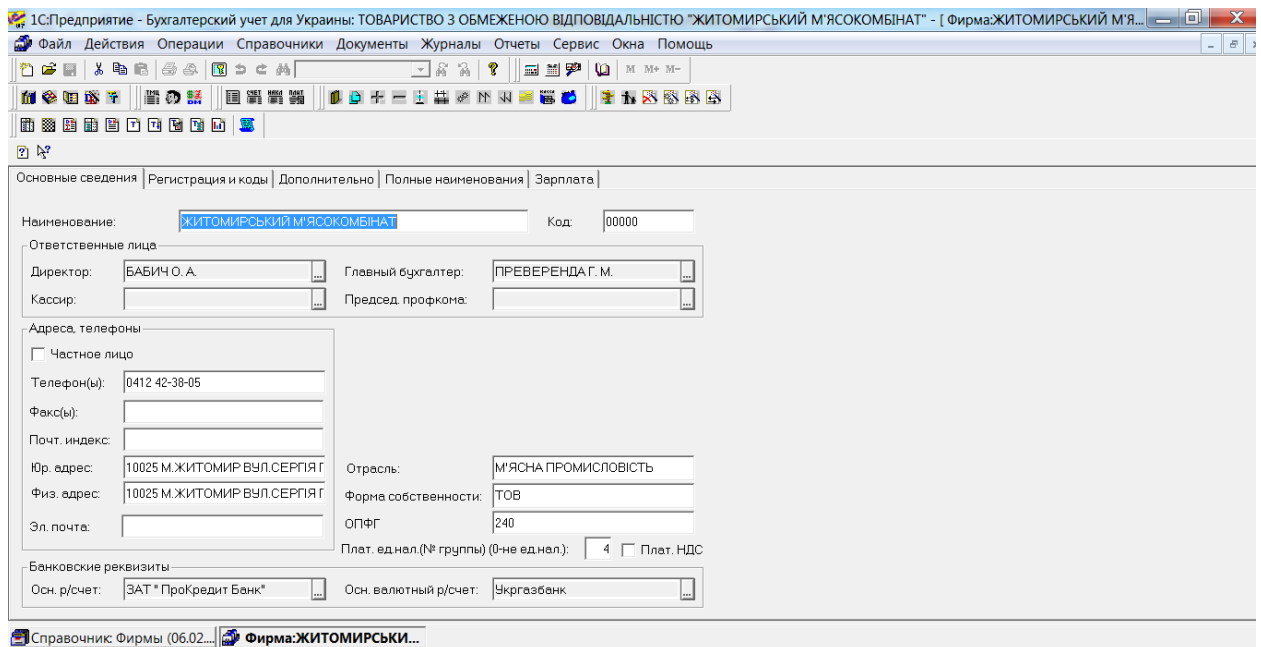 1С:Предприятие - Бухгалтерский учет для Украины: ТОВАРИСТВО З ОБМЕЖЕНОЮ ВІДПОВІДАЛЬНІСТЮ "ЖИТОМИРСЬКИЙ М'ЯСОКОМБІНАТ" - [ Фирма:ЖИТОМИРСЬКИЙ М'Я...
Файл Действия Операции Справочники Документы Журналы Отчеты Сервис Окна Помощь
M M+ M-
Основные сведения Регистрация и коды Дополнительно Полные наименования Зарплата
Наименование: ЖИТОМИРСЬКИЙ М'ЯСОКОМБІНАТ Код: 00000
Ответственные лица
Директор: БАБИЧ О. А. ... Главный бухгалтер: ПРЕВЕРЕНДА Г. М. ...
Кассир: ... Председ. профкома: ...
Адреса, телефоны
Частное лицо
Телефон(ы): 0412 42-38-05
Факс(ы):
Почт. индекс:
Юр. адрес: 10025 М.ЖИТОМИР ВУЛ.СЕРГІЯ Отрасль: М'ЯСНА ПРОМИСЛОВІСТЬ
Физ. адрес: 10025 М.ЖИТОМИР ВУЛ.СЕРГІЯ Форма собственности: ТОВ
Эл. почта: ОПФГ 240
Плат. ед.нал.(№ группы) (0-не ед.нал.): 4 Плат. НДС
Банковские реквизиты
Осн. р/счет: ЗАТ " ПроКредит Банк" ... Осн. валютный р/счет: Укргазбанк ...
Справочник: Фирмы (06.02.... Фирма:ЖИТОМИРСЬКИ...